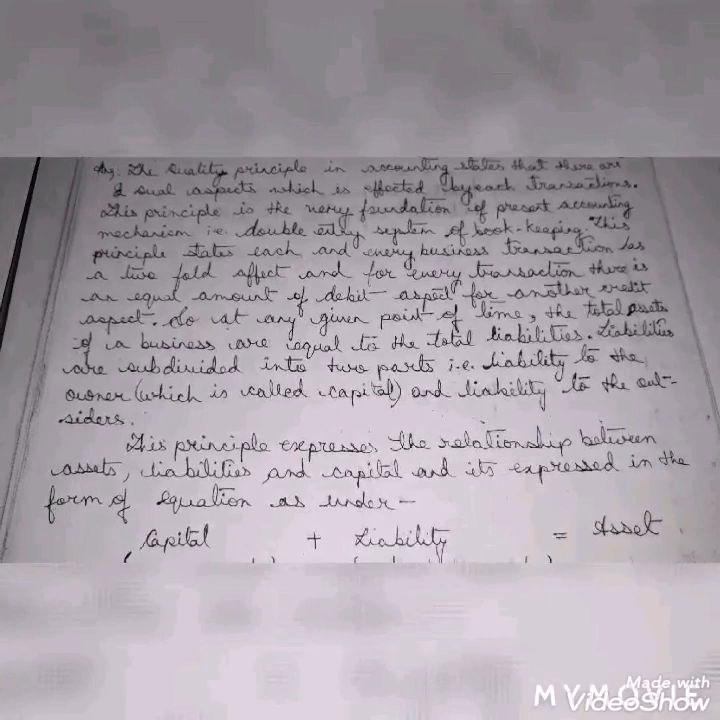 Ans. The Duality principle in accounting states that there are
2 dual aspects which is effected by each transactions.
This principle is the very foundation of present accounting
mechanism i.e. double entry system of book-keeping. This
principle states each and every business transaction has
a two fold affect and for every transaction there is
an equal amount of debit aspect for another credit
aspect. So at any given point of time, the total assets
of a business are equal to the total liabilities. Liabilities
are subdivided into two parts i.e. liability to the
owner (which is called capital) and liability to the out-
siders.
This principle expresses the relationship between
assets, liabilities and capital and its expressed in the
form of equation as under –
Capital + Liability = Asset
Made with
MYMOVIE
VideoShow